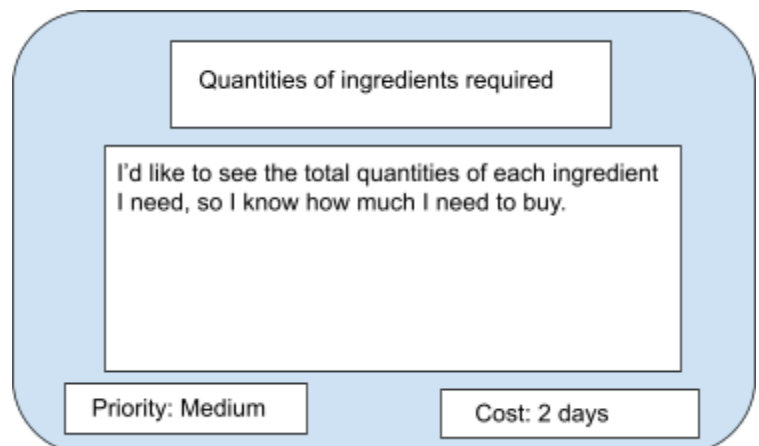 Quantities of ingredients required
I'd like to see the total quantities of each ingredient
I need, so I know how much I need to buy.
Priority: Medium
Cost: 2 days